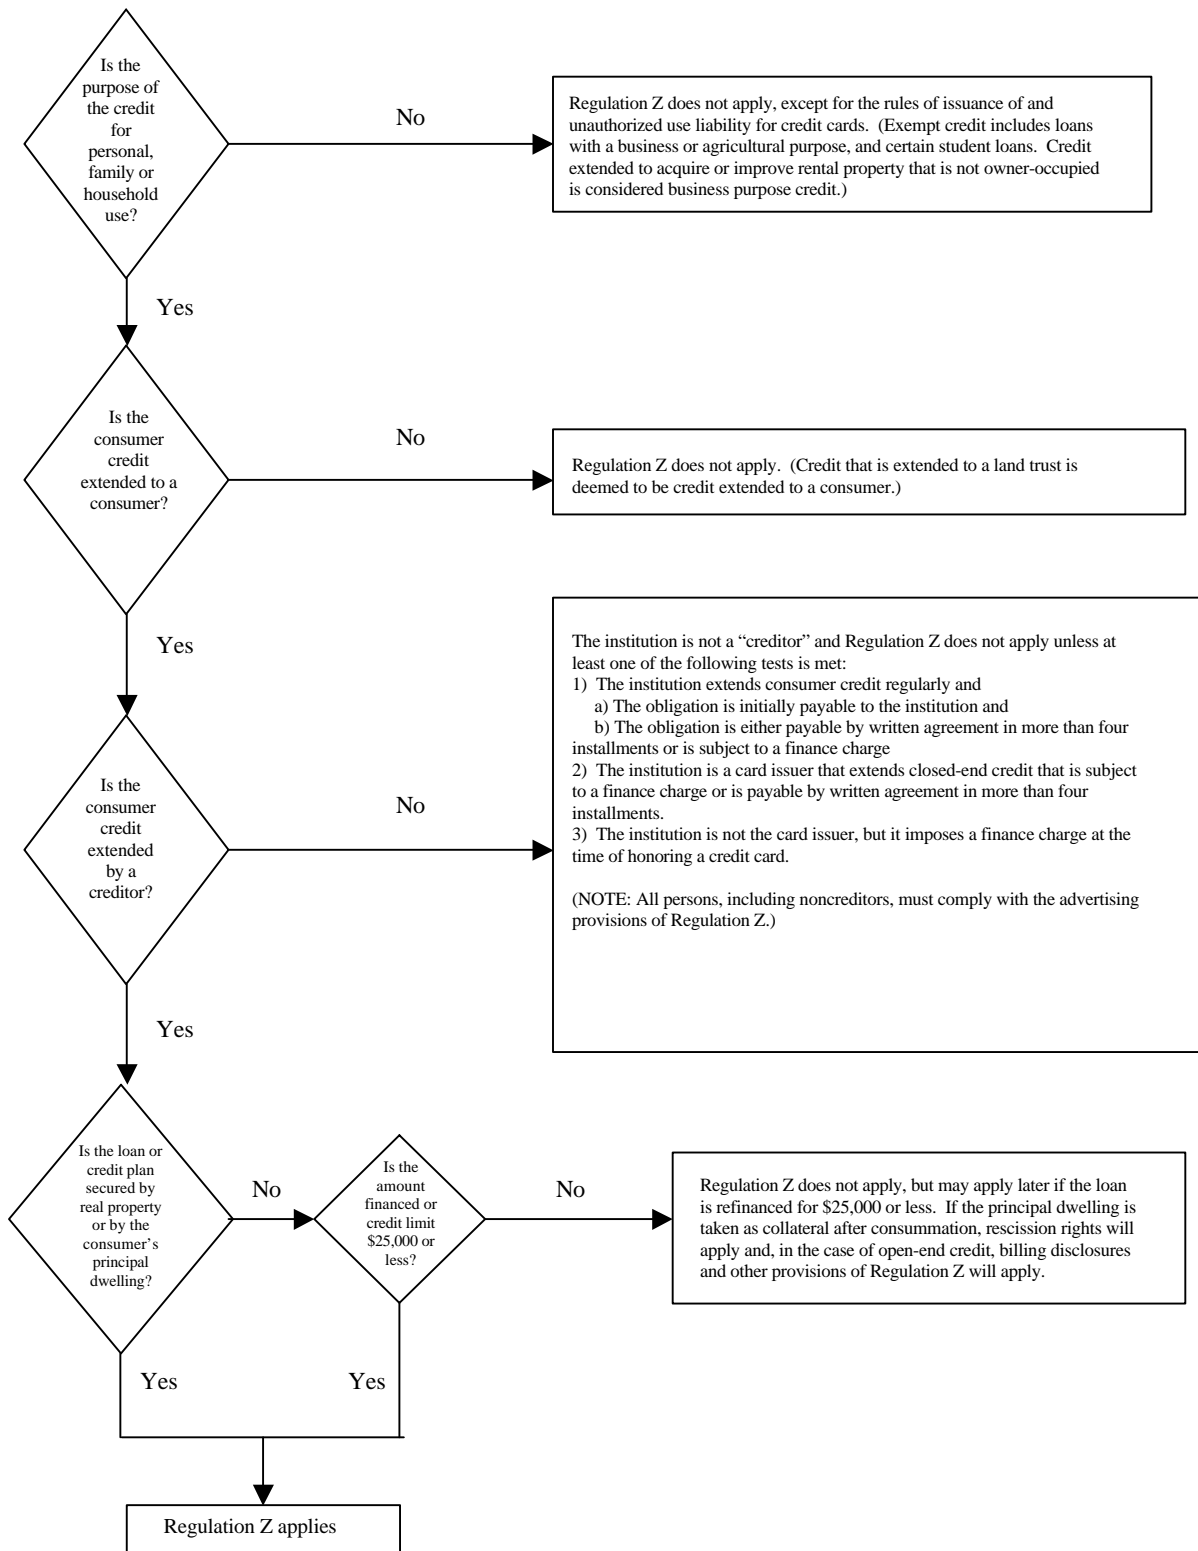 Is the
purpose of
the credit
for
personal,
family or
household
use?
No
Regulation Z does not apply, except for the rules of issuance of and
unauthorized use liability for credit cards.  (Exempt credit includes loans
with a business or agricultural purpose, and certain student loans.  Credit
extended to acquire or improve rental property that is not owner-occupied
is considered business purpose credit.)
Yes
Is the
consumer
credit
extended to a
consumer?
No
Regulation Z does not apply.  (Credit that is extended to a land trust is
deemed to be credit extended to a consumer.)
Yes
Is the
consumer
credit
extended
by a
creditor?
No
The institution is not a “creditor” and Regulation Z does not apply unless at
least one of the following tests is met:
1)  The institution extends consumer credit regularly and
a) The obligation is initially payable to the institution and
b) The obligation is either payable by written agreement in more than four
installments or is subject to a finance charge
2)  The institution is a card issuer that extends closed-end credit that is subject
to a finance charge or is payable by written agreement in more than four
installments.
3)  The institution is not the card issuer, but it imposes a finance charge at the
time of honoring a credit card.
(NOTE: All persons, including noncreditors, must comply with the advertising
provisions of Regulation Z.)
Yes
Is the loan or
credit plan
secured by
real property
or by the
consumer’s
principal
dwelling?
No
Is the
amount
financed or
credit limit
$25,000 or
less?
No
Regulation Z does not apply, but may apply later if the loan
is refinanced for $25,000 or less.  If the principal dwelling is
taken as collateral after consummation, rescission rights will
apply and, in the case of open-end credit, billing disclosures
and other provisions of Regulation Z will apply.
Yes
Yes
Regulation Z applies